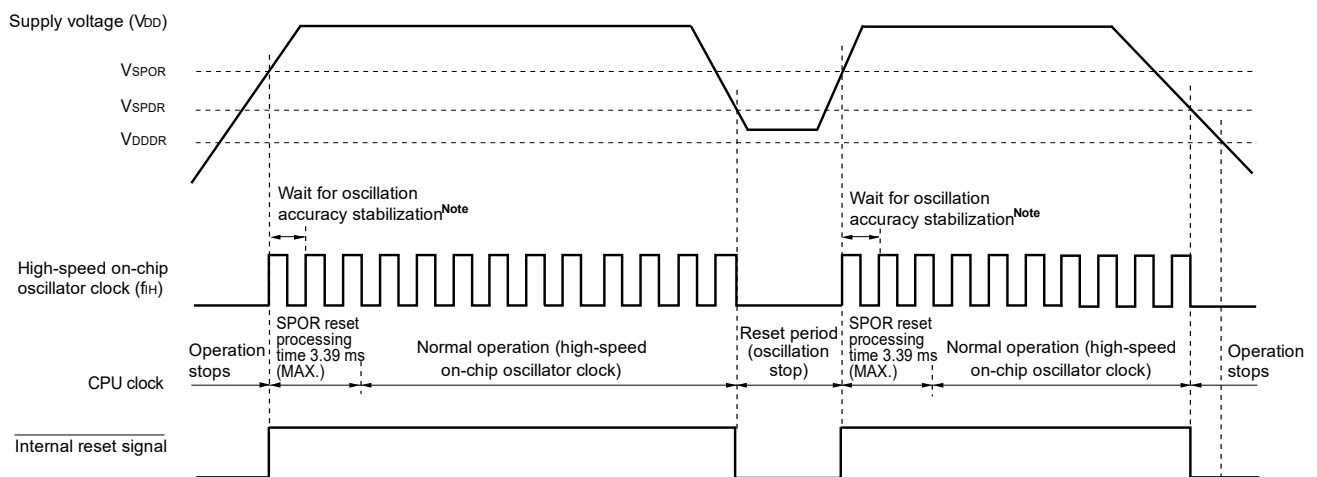 Supply voltage (VDD)
VSPOR
VSPDR
VDDDR
Wait for oscillation
accuracy stabilizationNote
Wait for oscillation
accuracy stabilizationNote
High-speed on-chip
oscillator clock (fIH)
SPOR reset
processing
time 3.39 ms
(MAX.)
Operation
stops
Normal operation (high-speed
on-chip oscillator clock)
Reset period
(oscillation
stop)
SPOR reset
processing
time 3.39 ms
(MAX.)
Normal operation (high-speed
on-chip oscillator clock)
Operation
stops
CPU clock
Internal reset signal